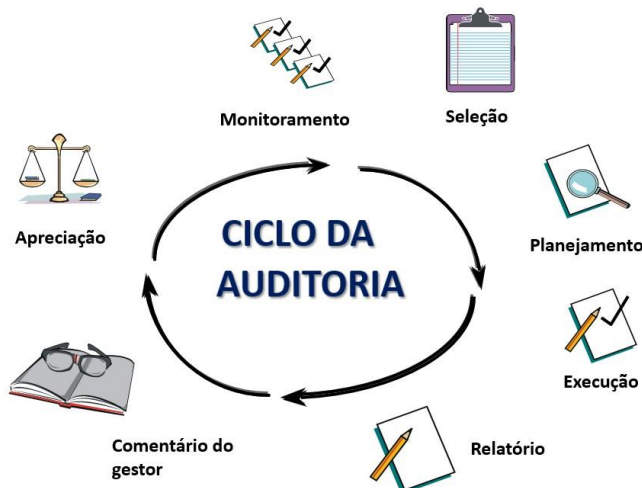 Monitoramento
Seleção
Apreciação
CICLO DA
AUDITORIA
Planejamento
Execução
Comentário do
gestor
Relatório